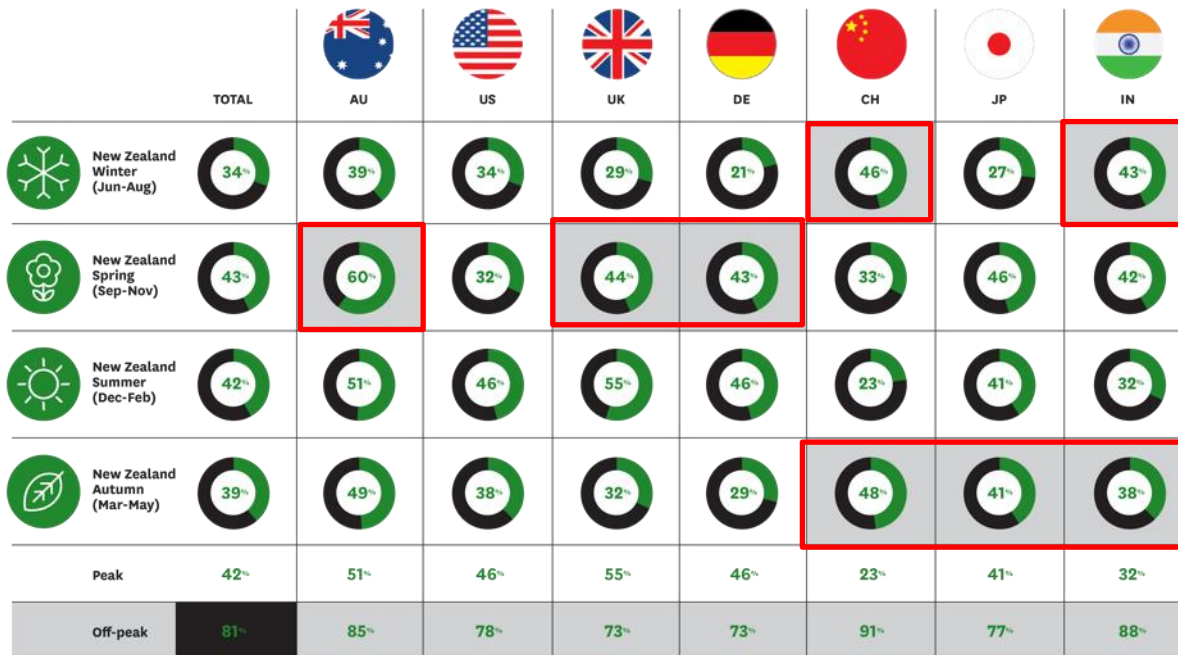 TOTAL AU US UK DE CH JP IN
New Zealand
Winter
(Jun-Aug)
34% 39% 34% 29% 21% 46% 27% 43%
New Zealand
Spring
(Sep-Nov)
43% 60% 32% 44% 43% 33% 46% 42%
New Zealand
Summer
(Dec-Feb)
42% 51% 46% 55% 46% 23% 41% 32%
New Zealand
Autumn
(Mar-May)
39% 49% 38% 32% 29% 48% 41% 38%
Peak 42% 51% 46% 55% 46% 23% 41% 32%
Off-peak 81% 85% 78% 73% 73% 91% 77% 88%